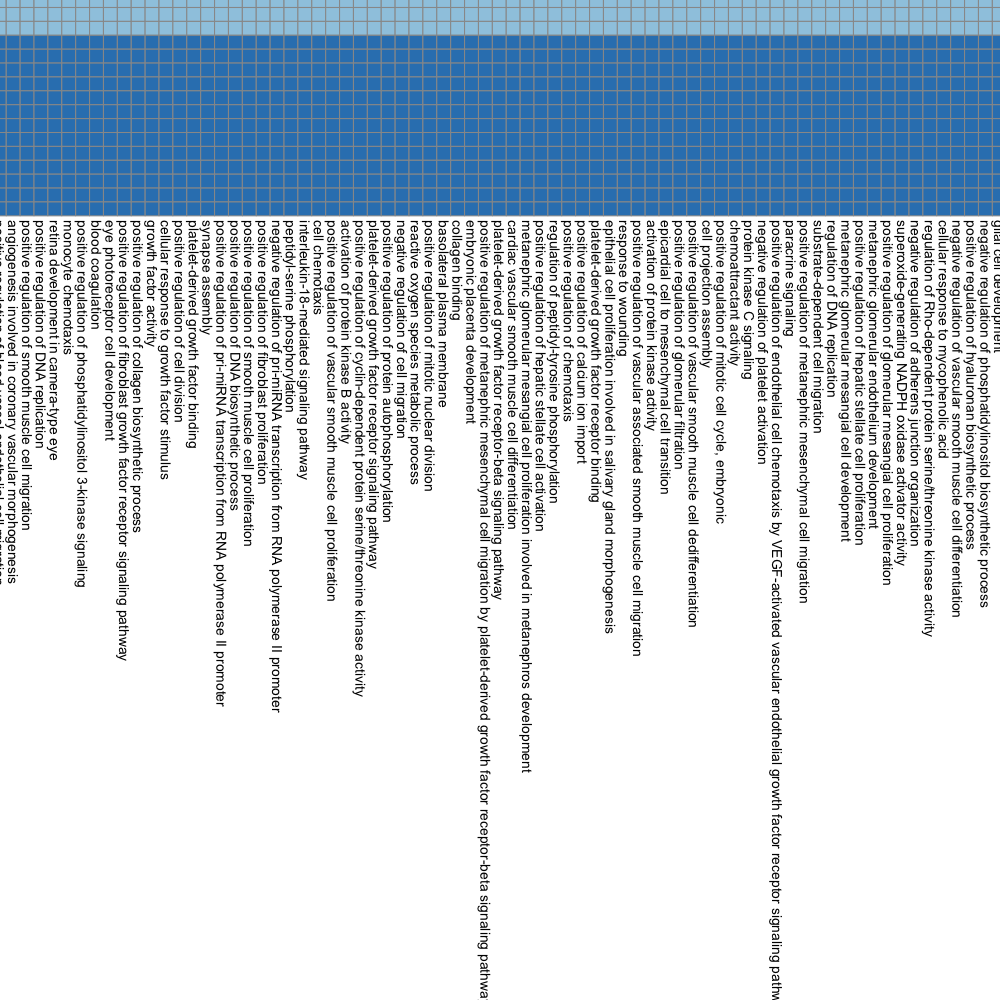 angiogenesis involved in coronary vascular morphogenesis
positive regulation of smooth muscle cell migration
positive regulation of DNA replication
retina development in camera-type eye
monocyte chemotaxis
positive regulation of phosphatidylinositol 3-kinase signaling
blood coagulation
eye photoreceptor cell development
positive regulation of fibroblast growth factor receptor signaling pathway
positive regulation of collagen biosynthetic process
growth factor activity
cellular response to growth factor stimulus
positive regulation of cell division
platelet-derived growth factor binding
synapse assembly
positive regulation of pri-miRNA transcription from RNA polymerase II promoter
positive regulation of DNA biosynthetic process
positive regulation of smooth muscle cell proliferation
positive regulation of fibroblast proliferation
negative regulation of pri-miRNA transcription from RNA polymerase II promoter
peptidyl-serine phosphorylation
interleukin-18-mediated signaling pathway
cell chemotaxis
positive regulation of vascular smooth muscle cell proliferation
activation of protein kinase B activity
positive regulation of cyclin-dependent protein serine/threonine kinase activity
platelet-derived growth factor receptor signaling pathway
positive regulation of protein autophosphorylation
negative regulation of cell migration
reactive oxygen species metabolic process
positive regulation of mitotic nuclear division
basolateral plasma membrane
collagen binding
embryonic placenta development
positive regulation of metanephric mesenchymal cell migration by platelet-derived growth factor receptor-beta signaling pathwa
platelet-derived growth factor receptor-beta signaling pathway
cardiac vascular smooth muscle cell differentiation
metanephric glomerular mesangial cell proliferation involved in metanephros development
positive regulation of hepatic stellate cell activation
regulation of peptidyl-tyrosine phosphorylation
positive regulation of chemotaxis
positive regulation of calcium ion import
platelet-derived growth factor receptor binding
epithelial cell proliferation involved in salivary gland morphogenesis
response to wounding
positive regulation of vascular associated smooth muscle cell migration
activation of protein kinase activity
epicardial cell to mesenchymal cell transition
positive regulation of glomerular filtration
positive regulation of vascular smooth muscle cell dedifferentiation
cell projection assembly
positive regulation of mitotic cell cycle, embryonic
chemoattractant activity
protein kinase C signaling
negative regulation of platelet activation
positive regulation of endothelial cell chemotaxis by VEGF-activated vascular endothelial growth factor receptor signaling pathw
paracrine signaling
positive regulation of metanephric mesenchymal cell migration
substrate-dependent cell migration
regulation of DNA replication
metanephric glomerular mesangial cell development
positive regulation of hepatic stellate cell proliferation
metanephric glomerular endothelium development
positive regulation of glomerular mesangial cell proliferation
superoxide-generating NADPH oxidase activator activity
negative regulation of adherens junction organization
regulation of Rho-dependent protein serine/threonine kinase activity
cellular response to mycophenolic acid
negative regulation of vascular smooth muscle cell differentiation
positive regulation of hyaluronan biosynthetic process
negative regulation of phosphatidylinositol biosynthetic process
glial cell development